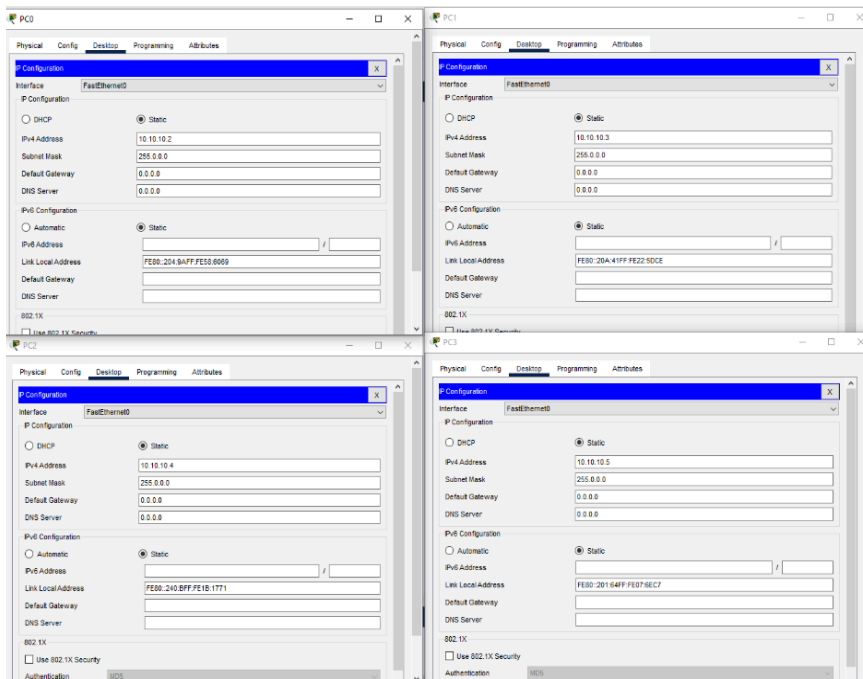 PC0
Physical Config Desktop Programming Attributes
IP Configuration X
Interface FastEthernet0
IP Configuration
DHCP Static
IPv4 Address 10.10.10.2
Subnet Mask 255.0.0.0
Default Gateway 0.0.0.0
DNS Server 0.0.0.0
IPv6 Configuration
Automatic Static
IPv6 Address /
Link Local Address FE80::204:9AFF:FE58:6069
Default Gateway
DNS Server
802.1X
Use 802.1X Security
PC1
Physical Config Desktop Programming Attributes
IP Configuration X
Interface FastEthernet0
IP Configuration
DHCP Static
IPv4 Address 10.10.10.3
Subnet Mask 255.0.0.0
Default Gateway 0.0.0.0
DNS Server 0.0.0.0
IPv6 Configuration
Automatic Static
IPv6 Address /
Link Local Address FE80::20A:41FF:FE22:5DCE
Default Gateway
DNS Server
802.1X
Use 802.1X Security
PC2
Physical Config Desktop Programming Attributes
IP Configuration X
Interface FastEthernet0
IP Configuration
DHCP Static
IPv4 Address 10.10.10.4
Subnet Mask 255.0.0.0
Default Gateway 0.0.0.0
DNS Server 0.0.0.0
IPv6 Configuration
Automatic Static
IPv6 Address /
Link Local Address FE80::240:BFF:FE1B:1771
Default Gateway
DNS Server
802.1X
Use 802.1X Security
Authentication MD5
PC3
Physical Config Desktop Programming Attributes
IP Configuration X
Interface FastEthernet0
IP Configuration
DHCP Static
IPv4 Address 10.10.10.5
Subnet Mask 255.0.0.0
Default Gateway 0.0.0.0
DNS Server 0.0.0.0
IPv6 Configuration
Automatic Static
IPv6 Address /
Link Local Address FE80::201:64FF:FE07:6EC7
Default Gateway
DNS Server
802.1X
Use 802.1X Security
Authentication MD5